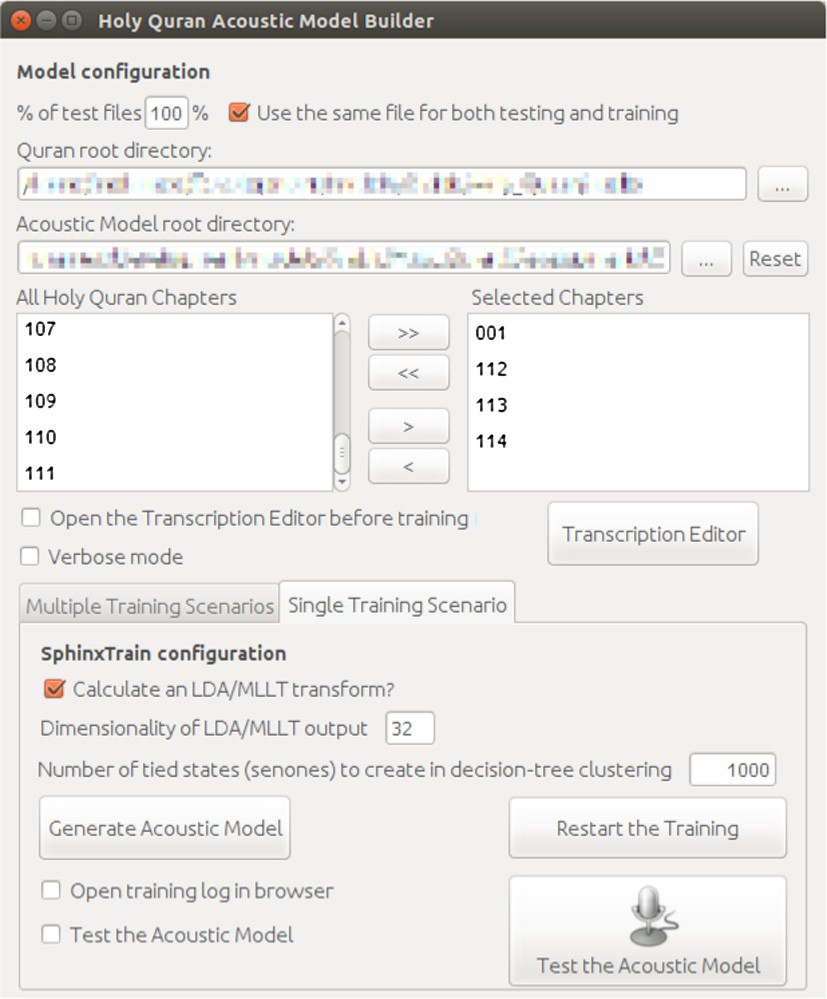 Holy Quran Acoustic Model Builder
Model configuration
% of test files 100 % Use the same file for both testing and training
Quran root directory:
...
Acoustic Model root directory:
... Reset
All Holy Quran Chapters Selected Chapters
107 >> 001
108 << 112
109 > 113
110 < 114
111
Open the Transcription Editor before training
Transcription Editor
Verbose mode
Multiple Training Scenarios Single Training Scenario
SphinxTrain configuration
Calculate an LDA/MLLT transform?
Dimensionality of LDA/MLLT output 32
Number of tied states (senones) to create in decision-tree clustering 1000
Generate Acoustic Model Restart the Training
Open training log in browser
Test the Acoustic Model
Test the Acoustic Model